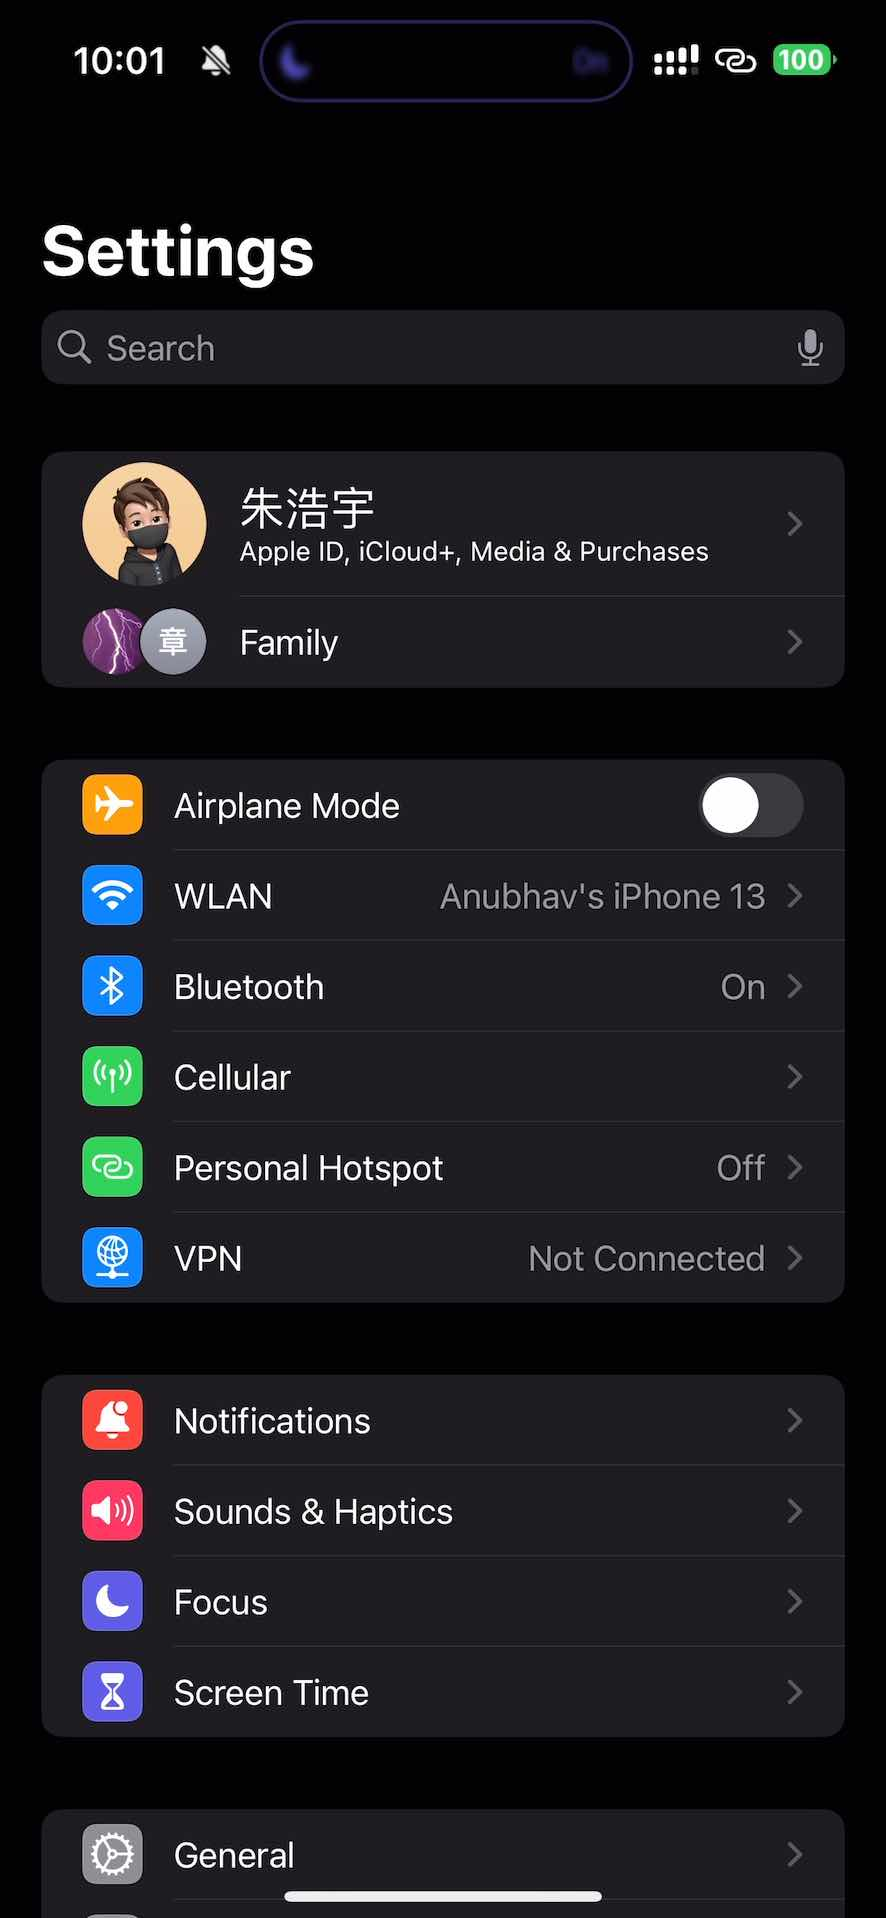 10:01
On
100
Settings
Search
朱浩宇
Apple ID, iCloud+, Media & Purchases
章
Family
Airplane Mode
WLAN Anubhav's iPhone 13
Bluetooth On
Cellular
Personal Hotspot Off
VPN Not Connected
Notifications
Sounds & Haptics
Focus
Screen Time
General